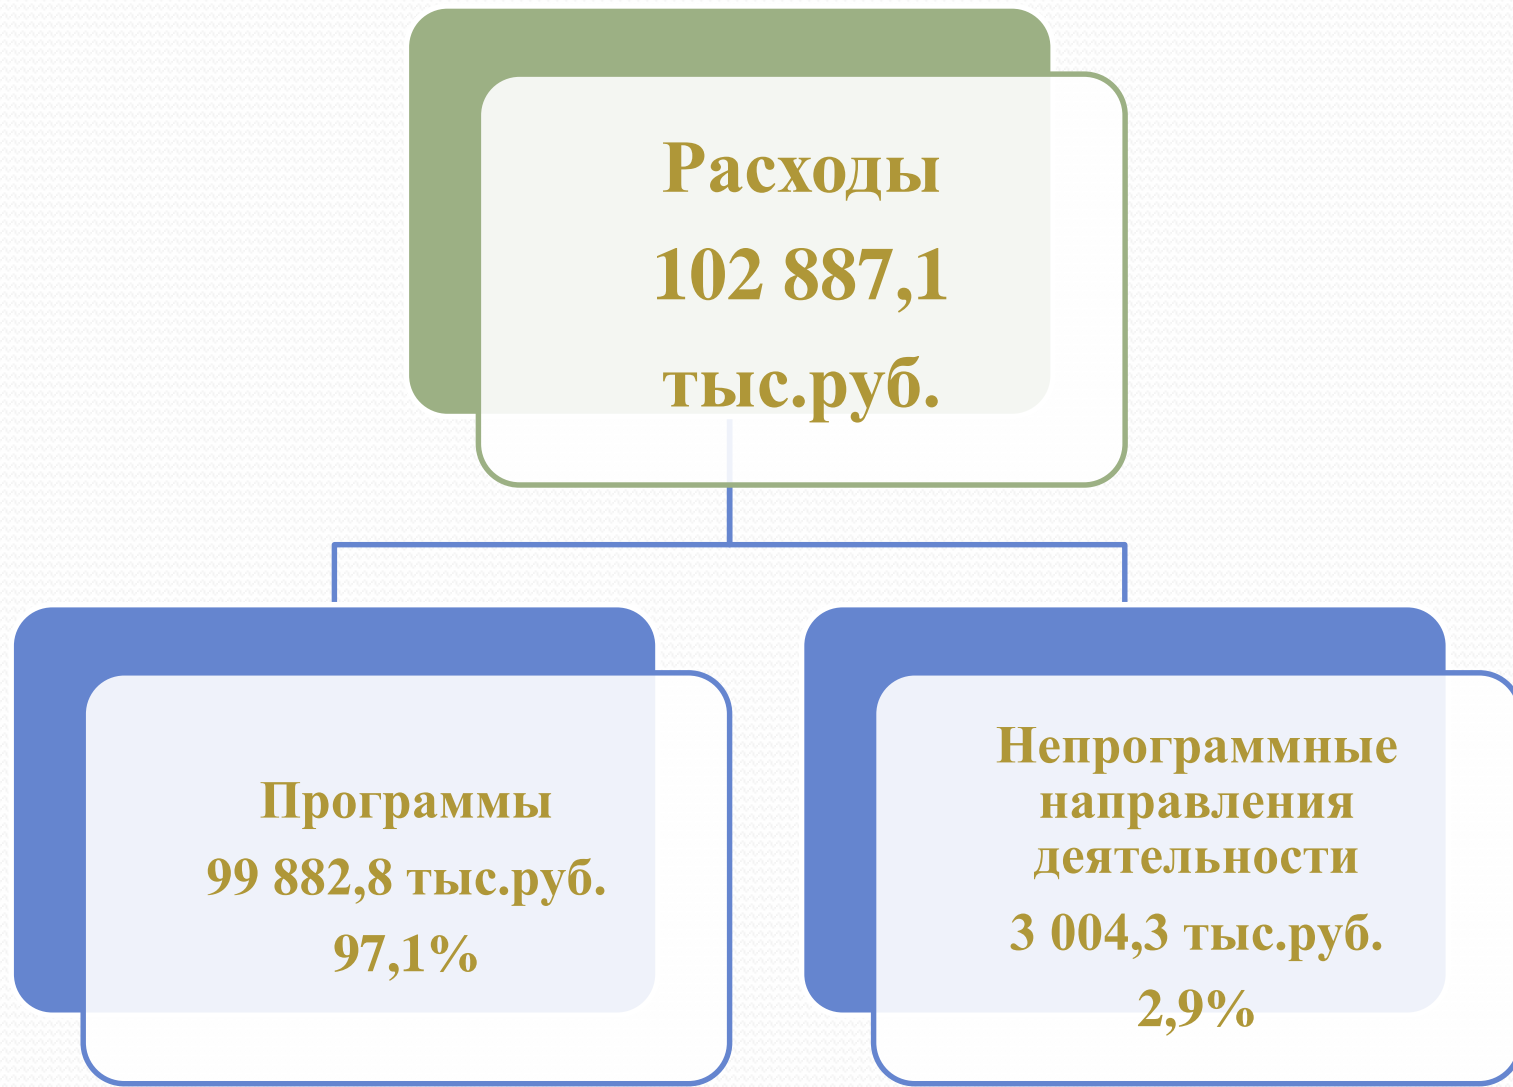 Расходы
102 887,1
тыс.руб.
Программы
99 882,8 тыс.руб.
97,1%
Непрограммные
направления
деятельности
3 004,3 тыс.руб.
2,9%